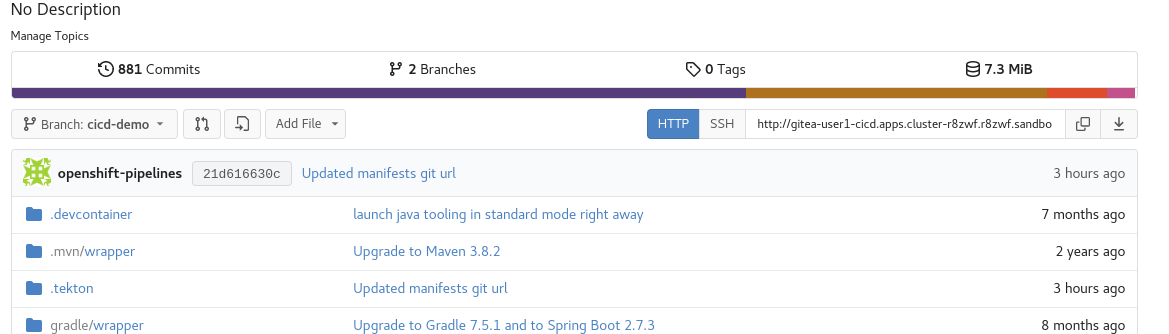 No Description
Manage Topics
881 Commits 2 Branches 0 Tags 7.3 MiB
Branch: cicd-demo Add File HTTP SSH http://gitea-user1-cicd.apps.cluster-r8zwf.r8zwf.sandbo
openshift-pipelines 21d616630c Updated manifests git url 3 hours ago
.devcontainer launch java tooling in standard mode right away 7 months ago
.mvn/wrapper Upgrade to Maven 3.8.2 2 years ago
.tekton Updated manifests git url 3 hours ago
gradle/wrapper Upgrade to Gradle 7.5.1 and to Spring Boot 2.7.3 8 months ago